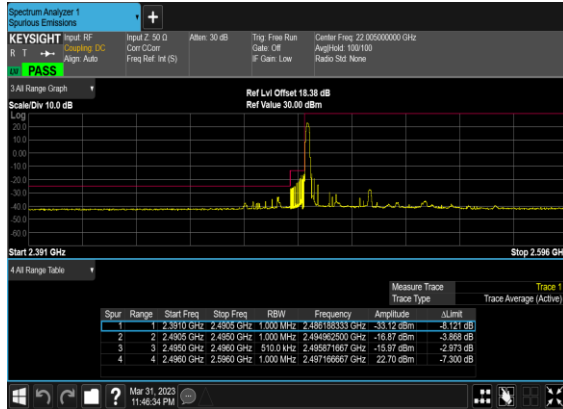 Spectrum Analyzer 1
Spurious Emissions
+
KEYSIGHT Input: RF Input Z: 50 Ω Atten: 30 dB Trig: Free Run Center Freq: 22.005000000 GHz
R T Coupling: DC Corr CCorr Gate: Off Avg|Hold: 100/100
Align: Auto Freq Ref: Int (S) IF Gain: Low Radio Std: None
PASS
3 All Range Graph
Ref Lvl Offset 18.38 dB
Scale/Div 10.0 dB Ref Value 30.00 dBm
Log
20.0
10.0
0.00
-10.0
-20.0
-30.0
-40.0
-50.0
-60.0
Start 2.391 GHz Stop 2.596 GH
4 All Range Table
Measure Trace Trace 1
Trace Type Trace Average (Active)
Spur Range Start Freq Stop Freq RBW Frequency Amplitude ΔLimit
1 1 2.3910 GHz 2.4905 GHz 1.000 MHz 2.486188333 GHz -33.12 dBm -8.121 dB
2 2 2.4905 GHz 2.4950 GHz 1.000 MHz 2.494962500 GHz -16.87 dBm -3.868 dB
3 3 2.4950 GHz 2.4960 GHz 510.0 kHz 2.495871667 GHz -15.97 dBm -2.973 dB
4 4 2.4960 GHz 2.5960 GHz 1.000 MHz 2.497166667 GHz 22.70 dBm -7.300 dB
?
Mar 31, 2023
11:46:34 PM